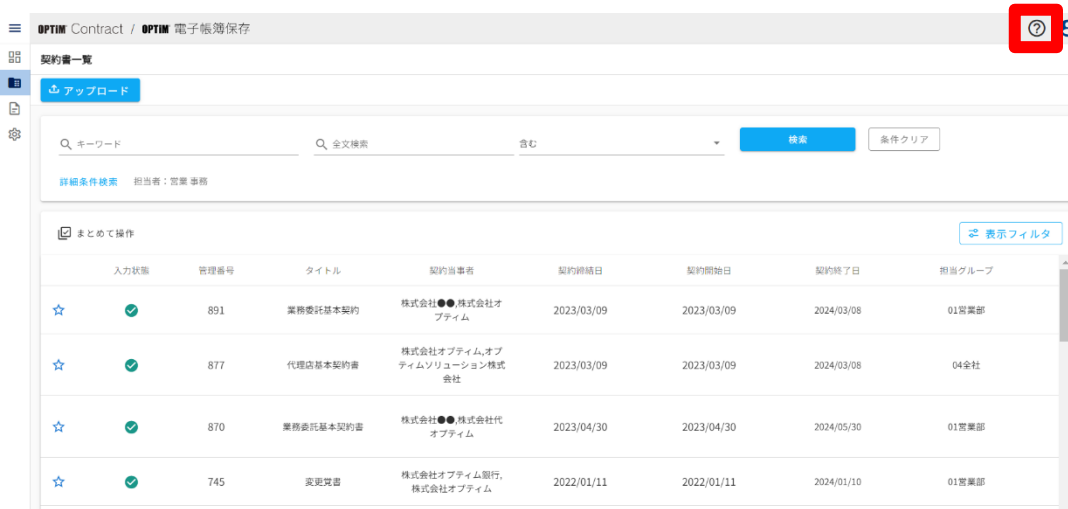 OPTiM Contract / OPTiM 電子帳簿保存
契約書一覧
アップロード
キーワード 全文検索 含む 検索 条件クリア
詳細条件検索 担当者：営業 事務
まとめて操作 表示フィルタ
入力状態 管理番号 タイトル 契約当事者 契約締結日 契約開始日 契約終了日 担当グループ
891 業務委託基本契約 株式会社●●,株式会社オ 2023/03/09 2023/03/09 2024/03/08 01営業部
プティム
株式会社オプティム,オプ
877 代理店基本契約書 ティムソリューション株式 2023/03/09 2023/03/09 2024/03/08 04全社
会社
870 業務委託基本契約書 株式会社●●,株式会社代 2023/04/30 2023/04/30 2024/05/30 01営業部
オプティム
745 変更覚書 株式会社オプティム銀行, 2022/01/11 2022/01/11 2024/01/10 01営業部
株式会社オプティム